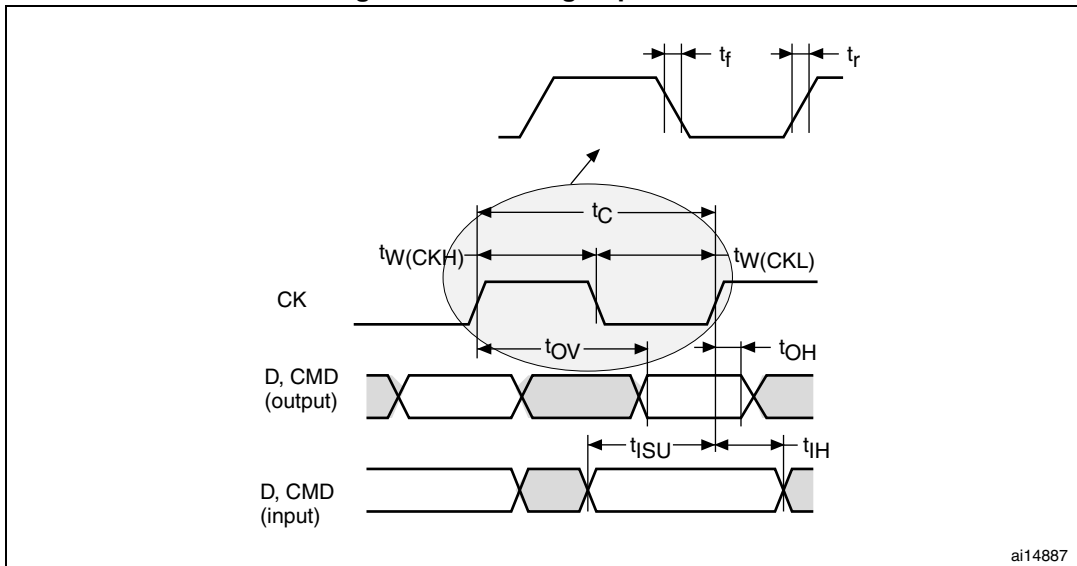 tf
tr
tC
tW(CKH)
tW(CKL)
CK
tOV
tOH
D, CMD
(output)
tISU
tIH
D, CMD
(input)
ai14887